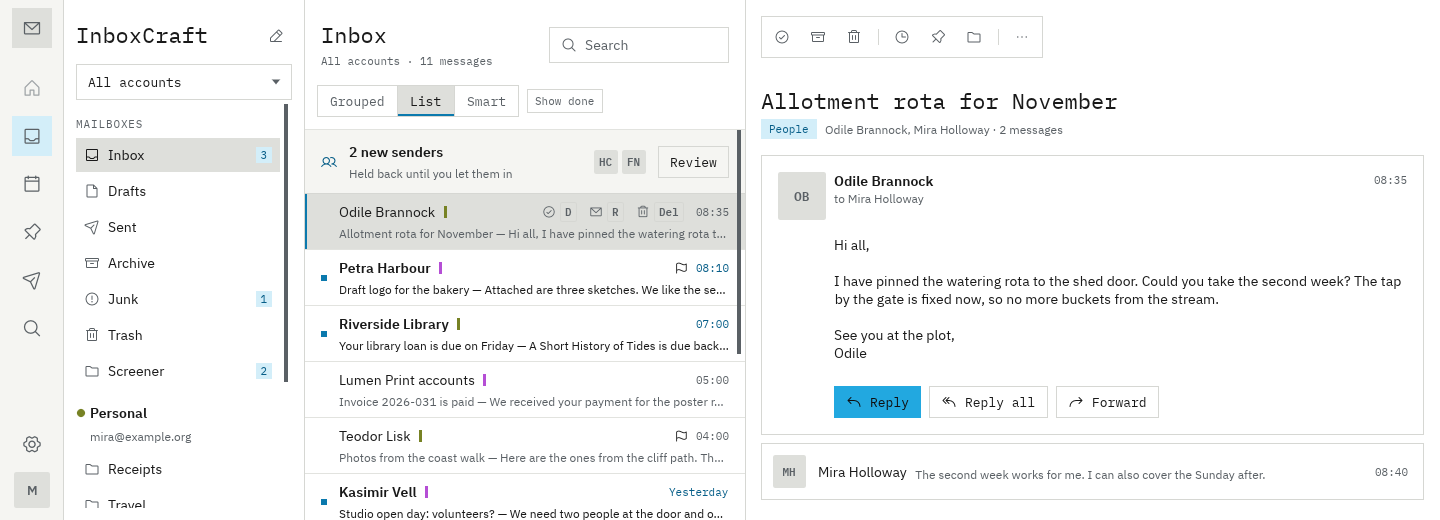 InboxCraft
All accounts
MAILBOXES
Inbox 3
Drafts
Sent
Archive
Junk 1
Trash
Screener 2
Personal
mira@example.org
Receipts
Travel
M
Inbox
All accounts · 11 messages
Search
Grouped List Smart Show done
2 new senders
Held back until you let them in
HC FN Review
Odile Brannock D R Del 08:35
Allotment rota for November — Hi all, I have pinned the watering rota t...
Petra Harbour 08:10
Draft logo for the bakery — Attached are three sketches. We like the se...
Riverside Library 07:00
Your library loan is due on Friday — A Short History of Tides is due back...
Lumen Print accounts 05:00
Invoice 2026-031 is paid — We received your payment for the poster r...
Teodor Lisk 04:00
Photos from the coast walk — Here are the ones from the cliff path. Th...
Kasimir Vell Yesterday
Studio open day: volunteers? — We need two people at the door and o...
Allotment rota for November
People Odile Brannock, Mira Holloway · 2 messages
OB
Odile Brannock 08:35
to Mira Holloway
Hi all,
I have pinned the watering rota to the shed door. Could you take the second week? The tap
by the gate is fixed now, so no more buckets from the stream.
See you at the plot,
Odile
Reply Reply all Forward
MH Mira Holloway The second week works for me. I can also cover the Sunday after. 08:40